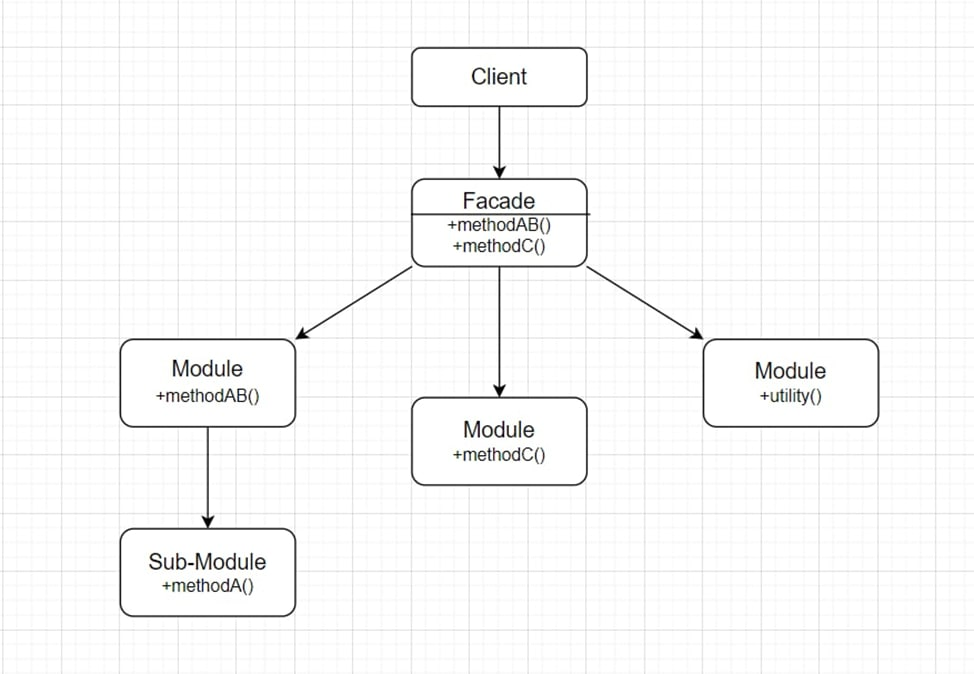 Client
Facade
+methodAB()
+methodC()
Module
+methodAB()
Module
+methodC()
Module
+utility()
Sub-Module
+methodA()